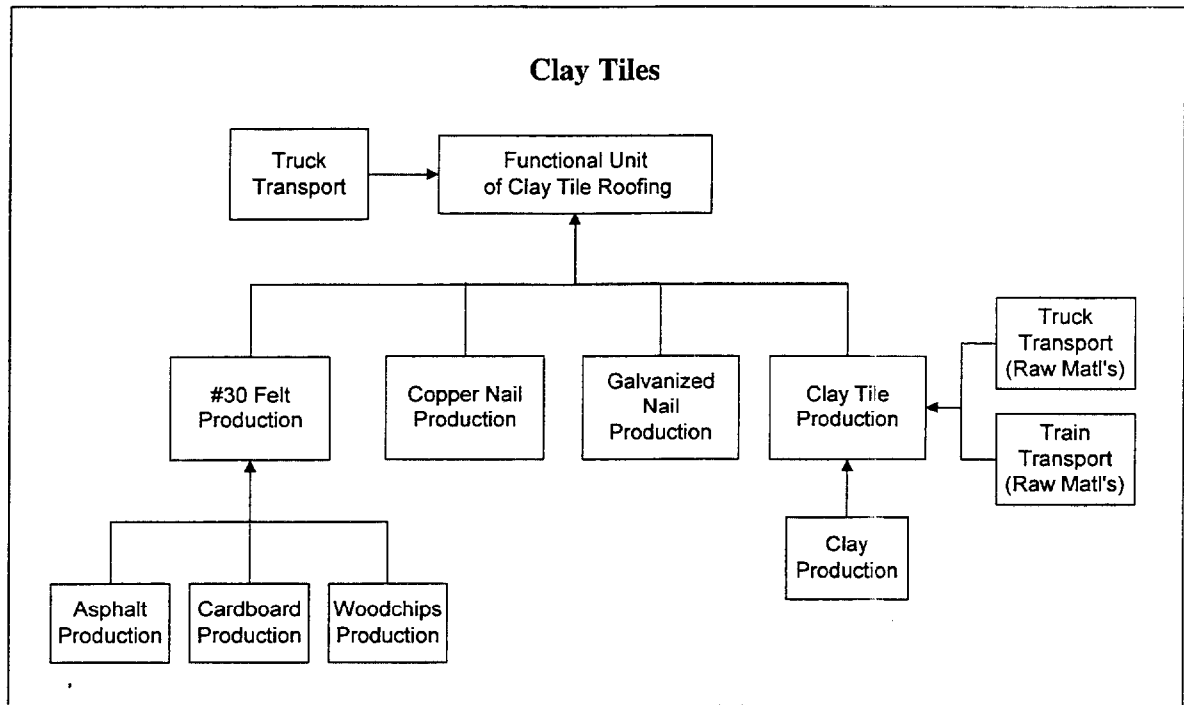 Clay Tiles
Truck
Transport
Functional Unit
of Clay Tile Roofing
#30 Felt
Production
Copper Nail
Production
Galvanized
Nail
Production
Clay Tile
Production
Truck
Transport
(Raw Matl's)
Train
Transport
(Raw Matl's)
Clay
Production
Asphalt
Production
Cardboard
Production
Woodchips
Production